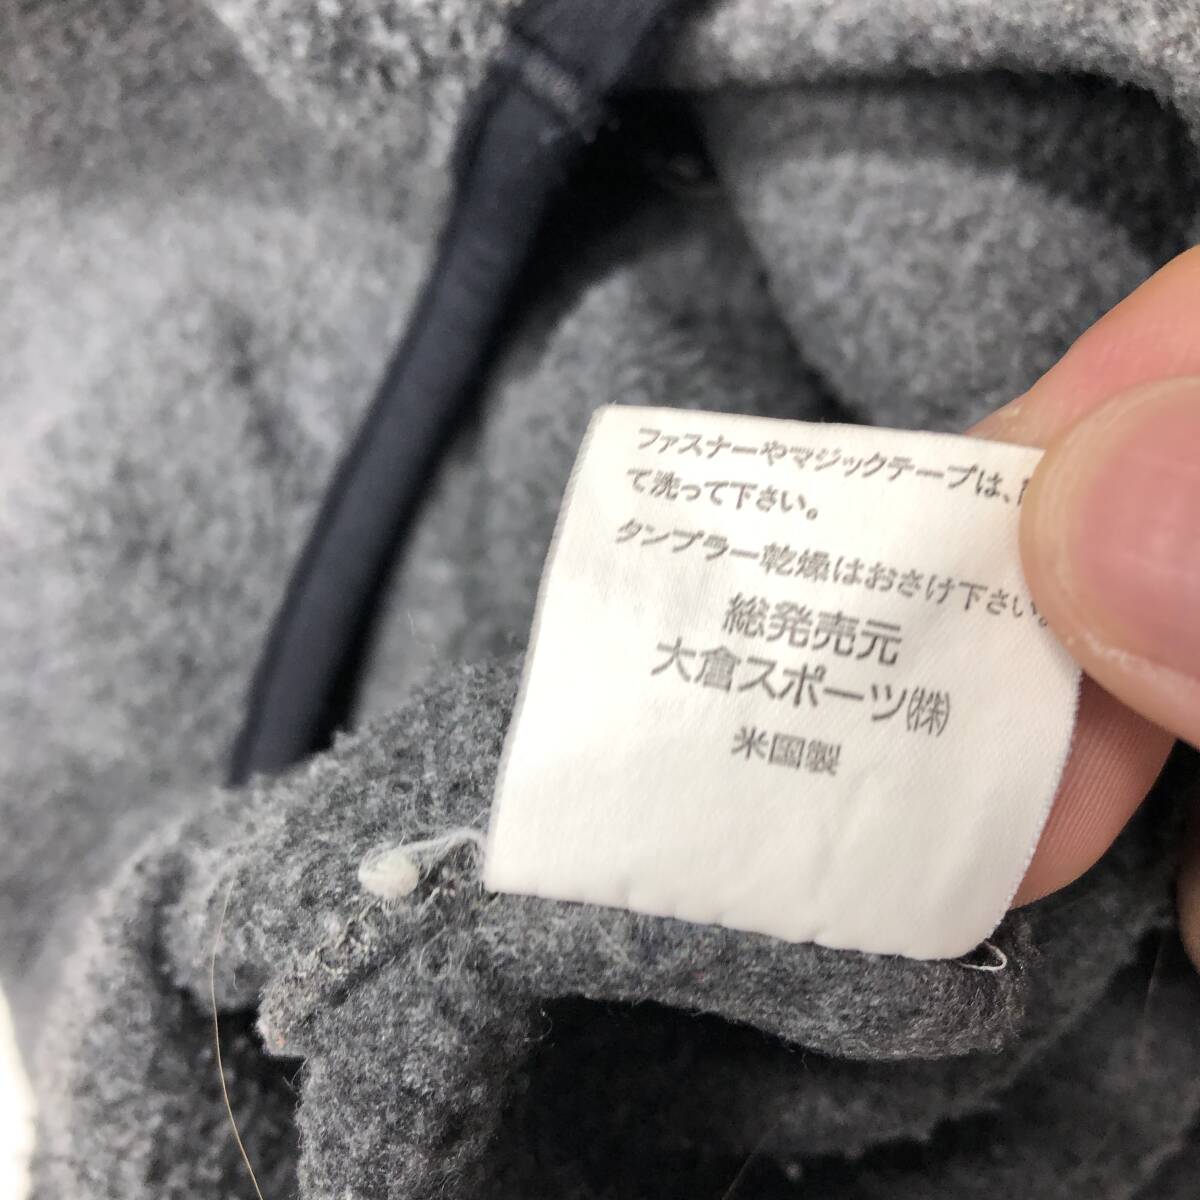 ファスナーやマジックテープは、
て洗って下さい。
タンブラー乾燥はおさけ下さい。
総発売元
大倉スポーツ㈱
米国製